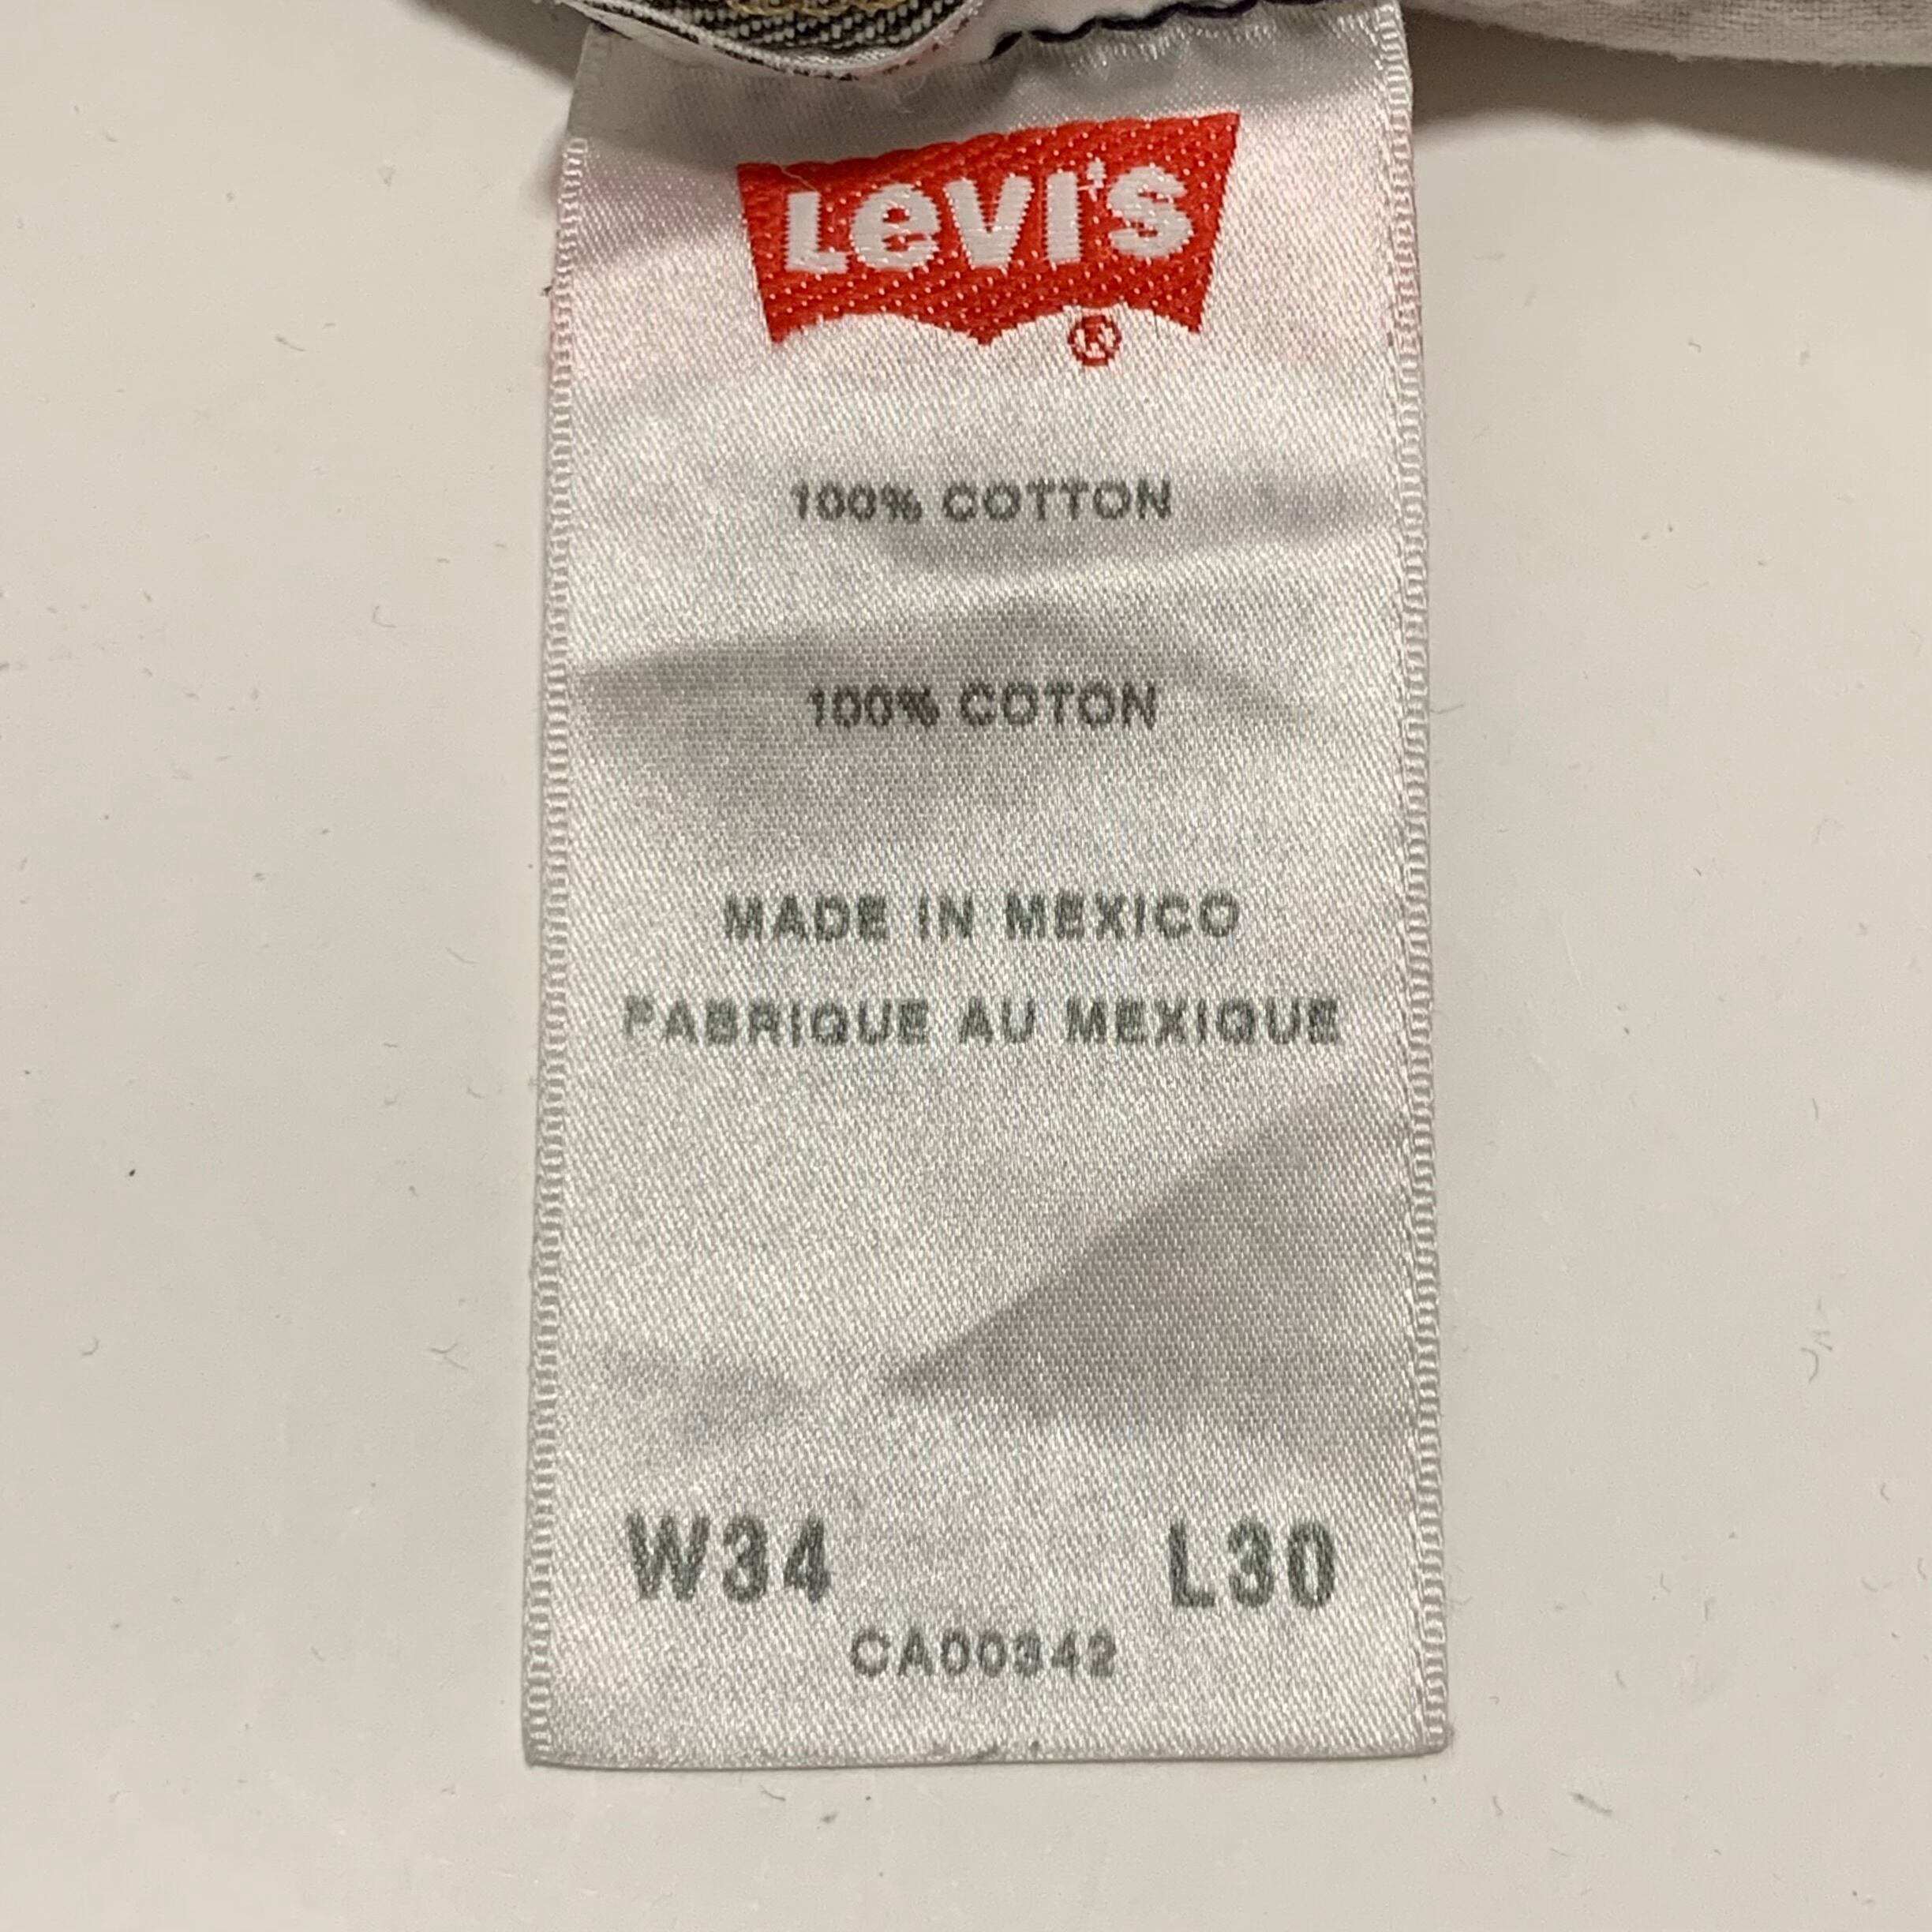 LeVI'S
®
100% COTTON
100% COTON
MADE IN MEXICO
FABRIQUE AU MEXIQUE
W34 L30
CA00342